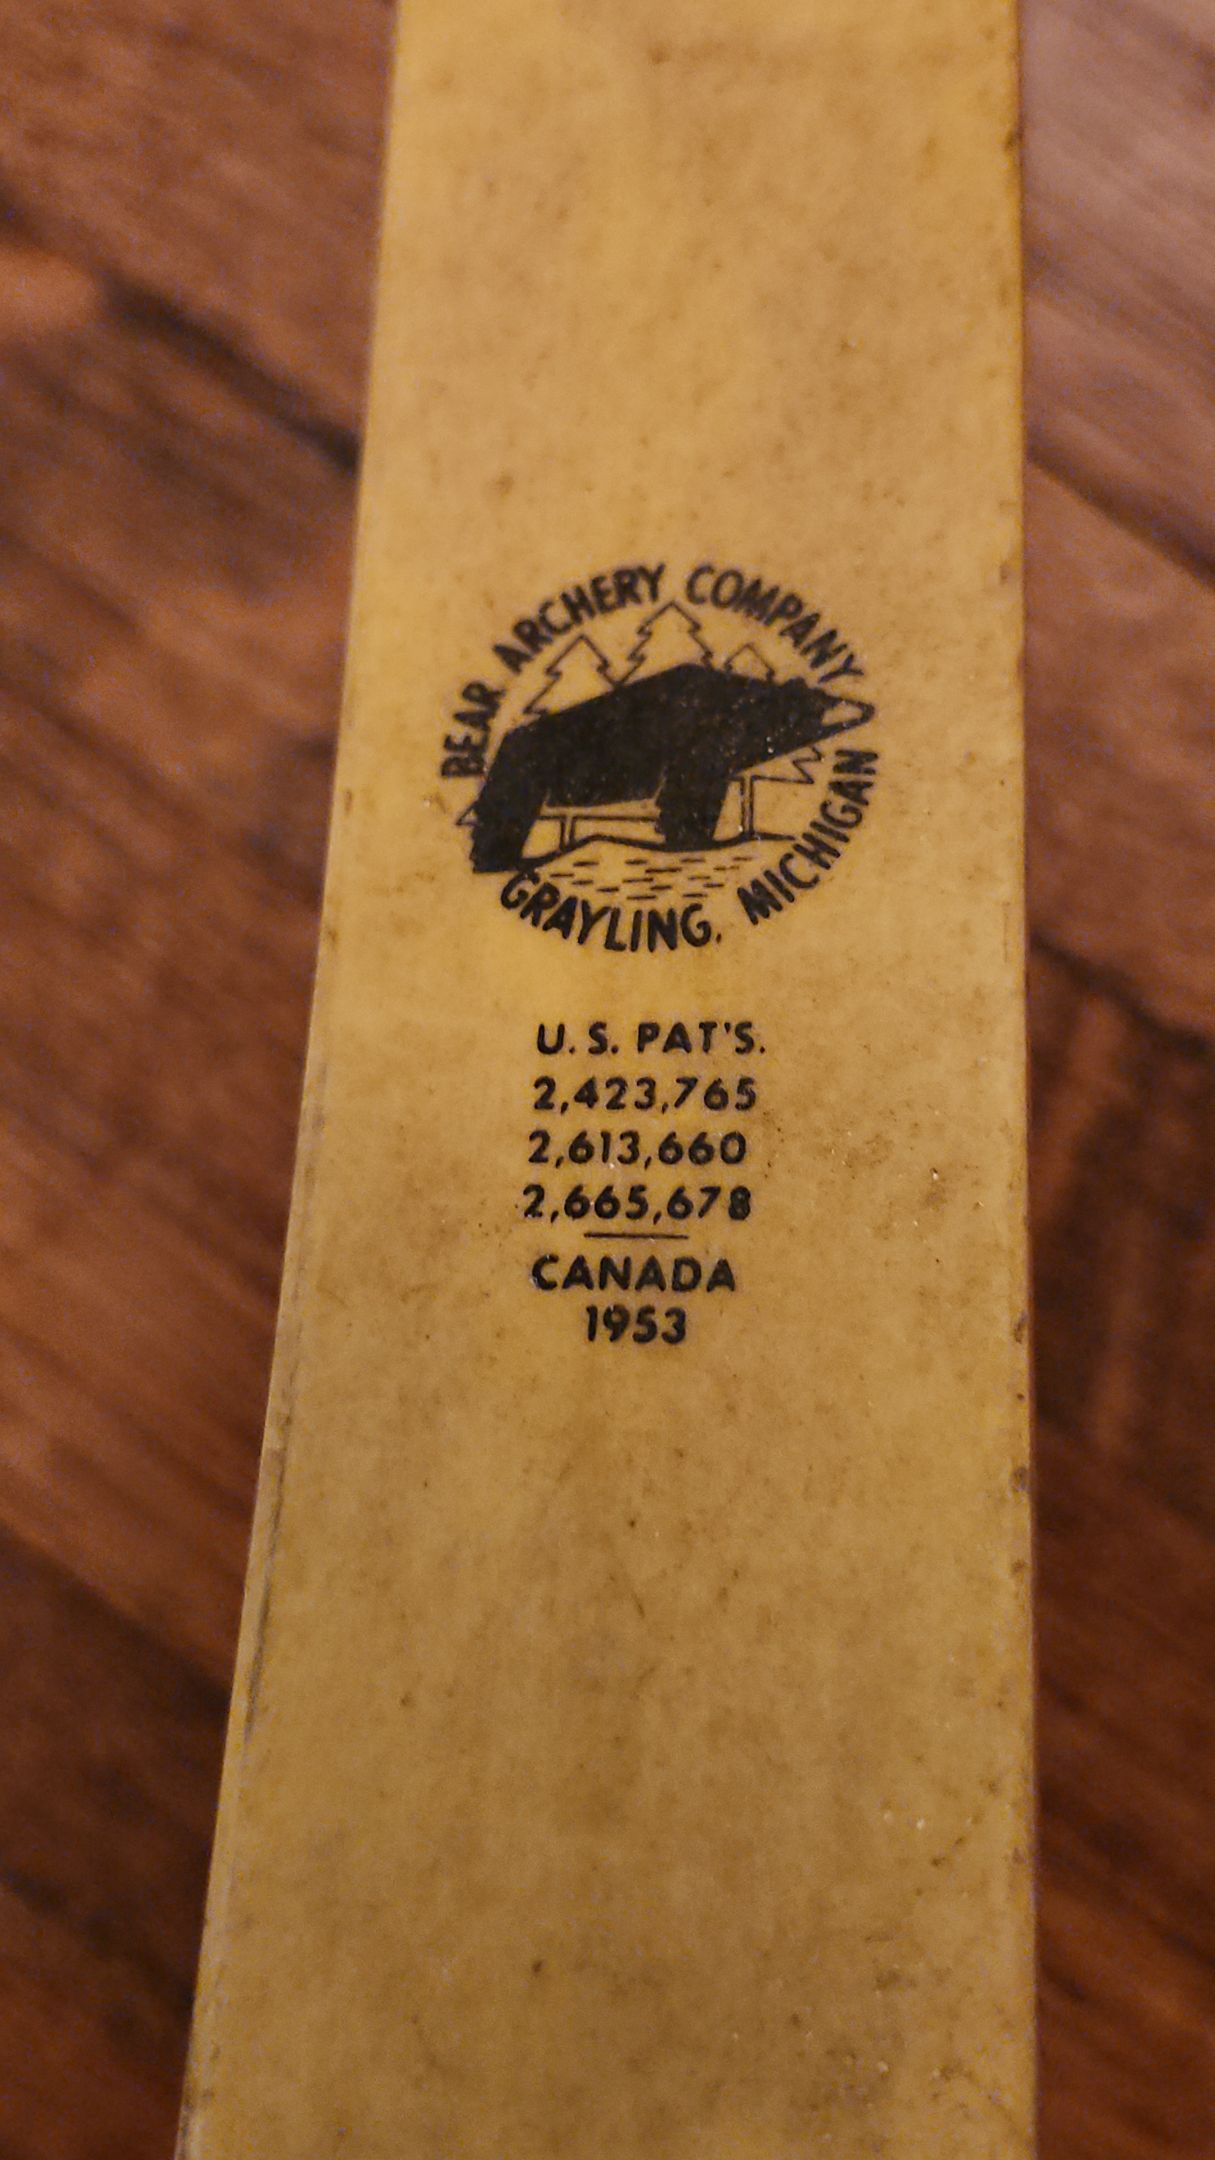 BEAR ARCHERY COMPANY
GRAYLING, MICHIGAN
U.S. PAT'S.
2,423,765
2,613,660
2,665,678
CANADA
1953